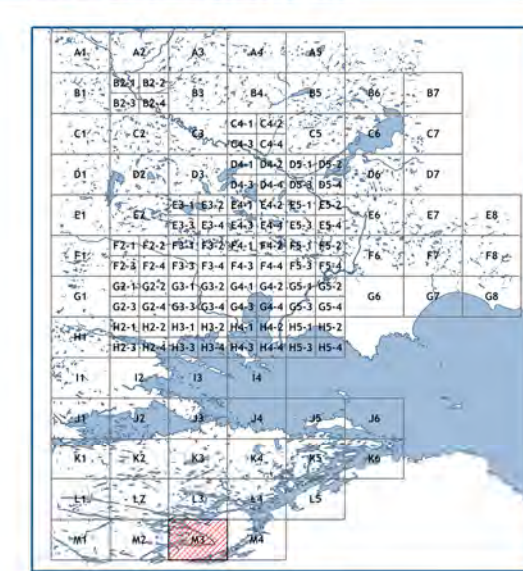 A1 A2 A3 A4 A5
B1 B2-1 B2-2 B3 B4 B5 B6 B7
B2-3 B2-4
C1 C2 C3 C4-1 C4-2 C5 C6 C7
C4-3 C4-4
D1 D2 D3 D4-1 D4-2 D5-1 D5-2 D6 D7
D4-3 D4-4 D5-3 D5-4
E1 E2 E3-1 E3-2 E4-1 E4-2 E5-1 E5-2 E6 E7 E8
E3-3 E3-4 E4-3 E4-4 E5-3 E5-4
F1 F2-1 F2-2 F3-1 F3-2 F4-1 F4-2 F5-1 F5-2 F6 F7 F8
F2-3 F2-4 F3-3 F3-4 F4-3 F4-4 F5-3 F5-4
G1 G2-1 G2-2 G3-1 G3-2 G4-1 G4-2 G5-1 G5-2 G6 G7 G8
G2-3 G2-4 G3-3 G3-4 G4-3 G4-4 G5-3 G5-4
H1 H2-1 H2-2 H3-1 H3-2 H4-1 H4-2 H5-1 H5-2
H2-3 H2-4 H3-3 H3-4 H4-3 H4-4 H5-3 H5-4
I1 I2 I3 I4
J1 J2 J3 J4 J5 J6
K1 K2 K3 K4 K5 K6
L1 L2 L3 L4 L5
M1 M2 M3 M4